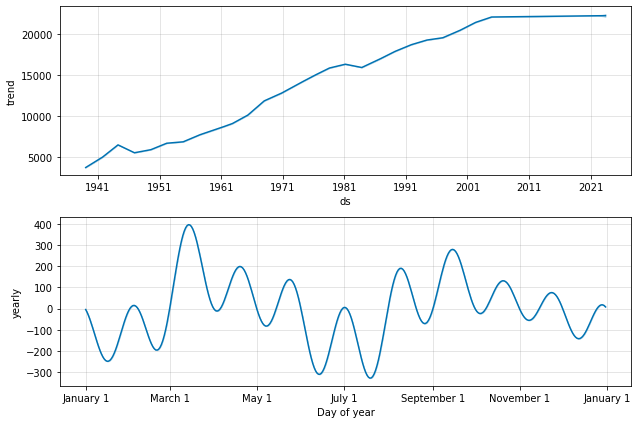 20000
15000
10000
5000
trend
1941 1951 1961 1971 1981 1991 2001 2011 2021
ds
400
300
200
100
0
−100
−200
−300
yearly
January 1 March 1 May 1 July 1 September 1 November 1 January 1
Day of year